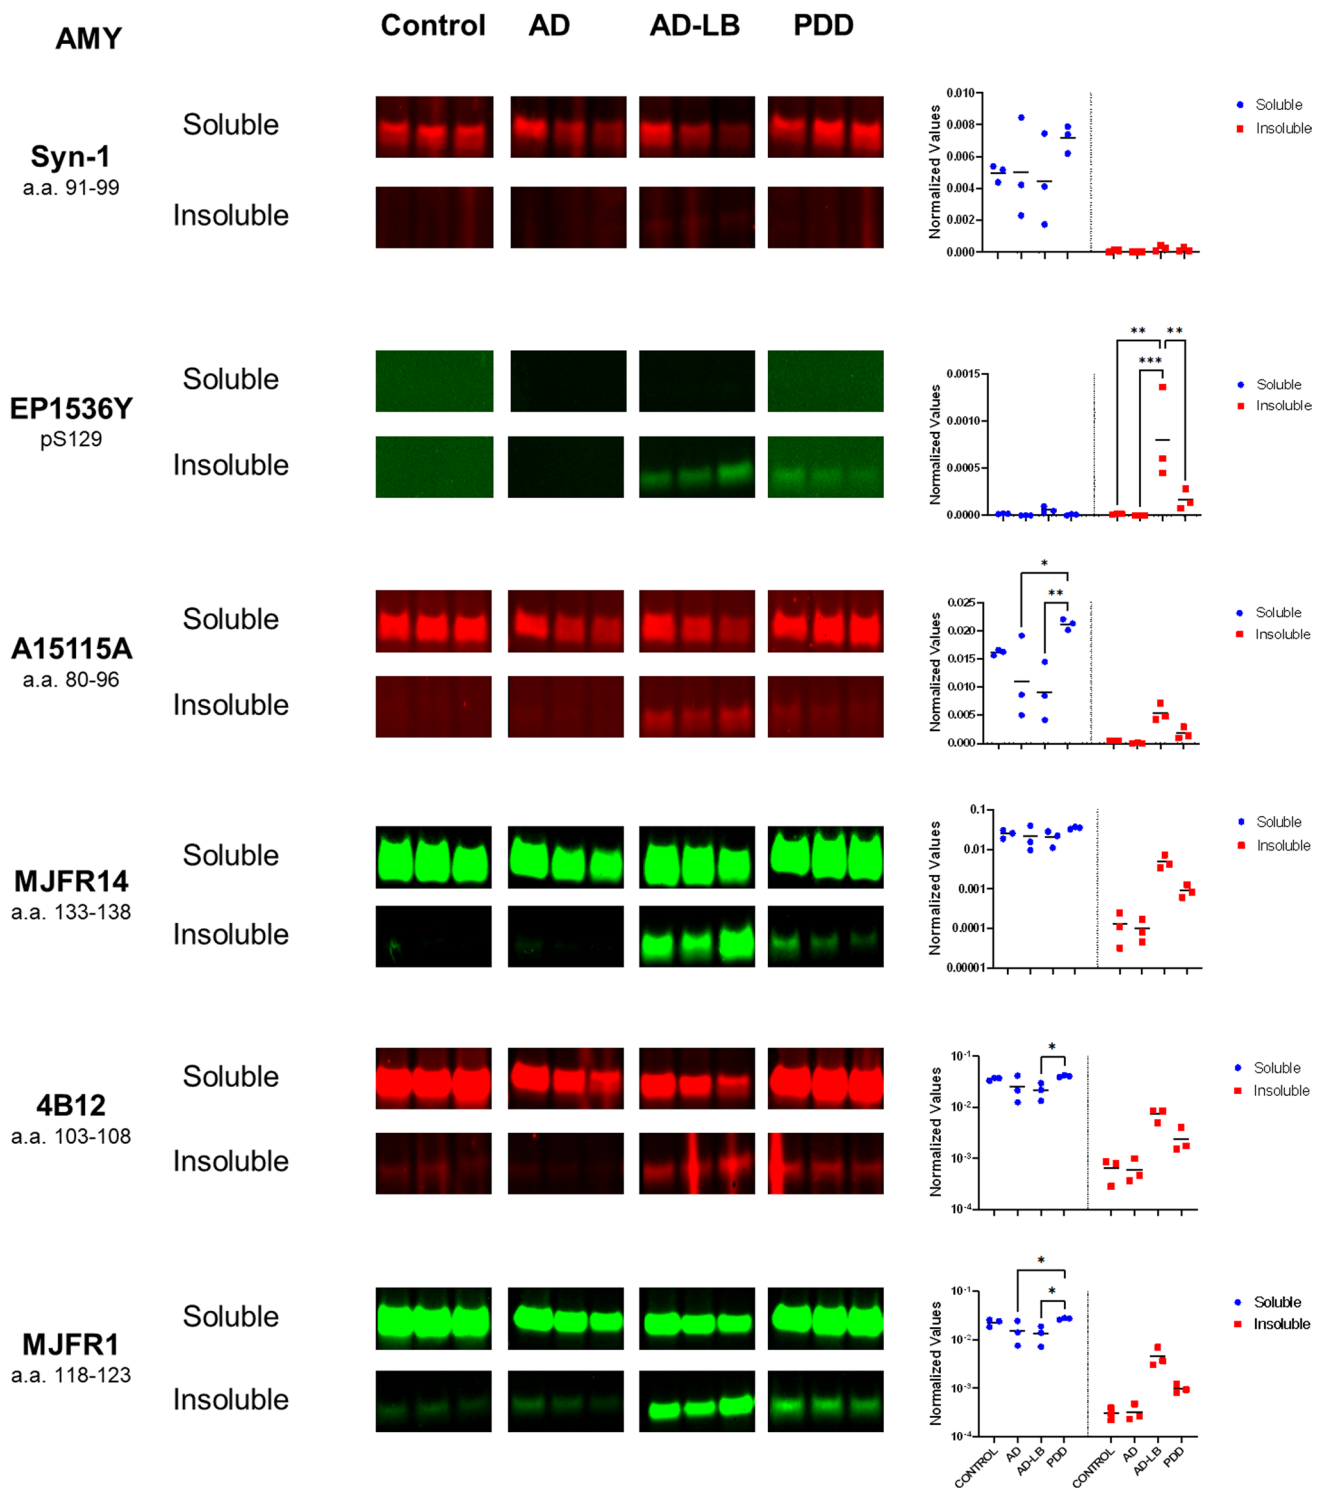 AMY
Control AD AD-LB PDD
Syn-1
a.a. 91-99
Soluble
Insoluble
Normalized Values
0.010
0.008
0.006
0.004
0.002
0.000
Soluble
Insoluble
EP1536Y
pS129
Soluble
Insoluble
Normalized Values
** **
***
0.0015
0.0010
0.0005
0.0000
Soluble
Insoluble
A15115A
a.a. 80-96
Soluble
Insoluble
Normalized Values
*
**
0.025
0.020
0.015
0.010
0.005
0.000
Soluble
Insoluble
MJFR14
a.a. 133-138
Soluble
Insoluble
Normalized Values
0.1
0.01
0.001
0.0001
0.00001
Soluble
Insoluble
4B12
a.a. 103-108
Soluble
Insoluble
Normalized Values
*
10-1
10-2
10-3
10-4
Soluble
Insoluble
MJFR1
a.a. 118-123
Soluble
Insoluble
Normalized Values
*
*
10-1
10-2
10-3
10-4
Soluble
Insoluble
CONTROL AD AD-LB PDD CONTROL AD AD-LB PDD